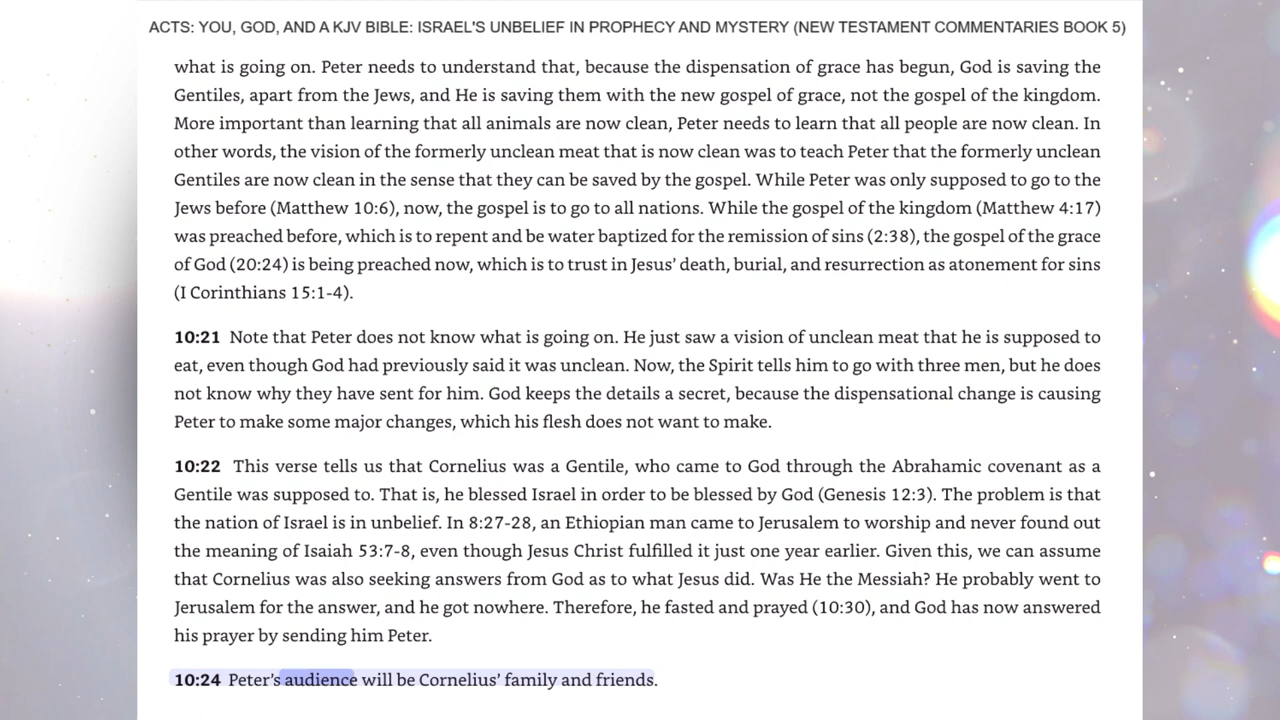 ACTS: YOU, GOD, AND A KJV BIBLE: ISRAEL'S UNBELIEF IN PROPHECY AND MYSTERY (NEW TESTAMENT COMMENTARIES BOOK 5)
what is going on. Peter needs to understand that, because the dispensation of grace has begun, God is saving the
Gentiles, apart from the Jews, and He is saving them with the new gospel of grace, not the gospel of the kingdom.
More important than learning that all animals are now clean, Peter needs to learn that all people are now clean. In
other words, the vision of the formerly unclean meat that is now clean was to teach Peter that the formerly unclean
Gentiles are now clean in the sense that they can be saved by the gospel. While Peter was only supposed to go to the
Jews before (Matthew 10:6), now, the gospel is to go to all nations. While the gospel of the kingdom (Matthew 4:17)
was preached before, which is to repent and be water baptized for the remission of sins (2:38), the gospel of the grace
of God (20:24) is being preached now, which is to trust in Jesus’ death, burial, and resurrection as atonement for sins
(I Corinthians 15:1-4).
10:21 Note that Peter does not know what is going on. He just saw a vision of unclean meat that he is supposed to
eat, even though God had previously said it was unclean. Now, the Spirit tells him to go with three men, but he does
not know why they have sent for him. God keeps the details a secret, because the dispensational change is causing
Peter to make some major changes, which his flesh does not want to make.
10:22 This verse tells us that Cornelius was a Gentile, who came to God through the Abrahamic covenant as a
Gentile was supposed to. That is, he blessed Israel in order to be blessed by God (Genesis 12:3). The problem is that
the nation of Israel is in unbelief. In 8:27-28, an Ethiopian man came to Jerusalem to worship and never found out
the meaning of Isaiah 53:7-8, even though Jesus Christ fulfilled it just one year earlier. Given this, we can assume
that Cornelius was also seeking answers from God as to what Jesus did. Was He the Messiah? He probably went to
Jerusalem for the answer, and he got nowhere. Therefore, he fasted and prayed (10:30), and God has now answered
his prayer by sending him Peter.
10:24 Peter’s audience will be Cornelius’ family and friends.